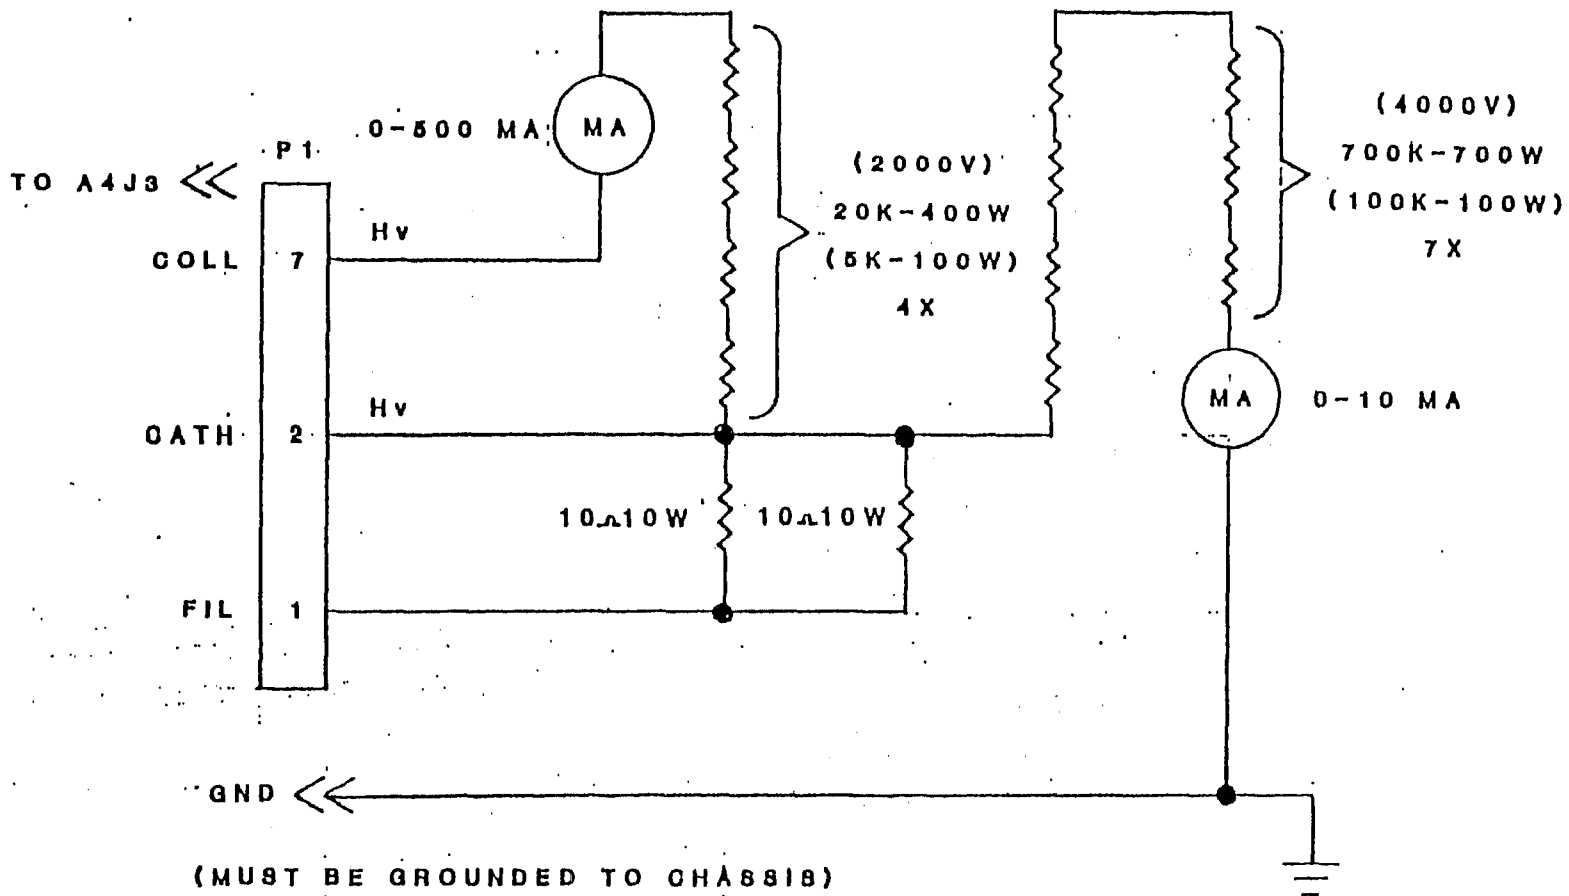 P1
TO A4J3
0-500 MA
MA
(2000V)
20K-400W
(5K-100W)
4X
(4000V)
700K-700W
(100K-100W)
7X
COLL
7
Hv
MA
0-10 MA
CATH
2
Hv
10Ω10W
10Ω10W
FIL
1
GND
(MUST BE GROUNDED TO CHASSIS)